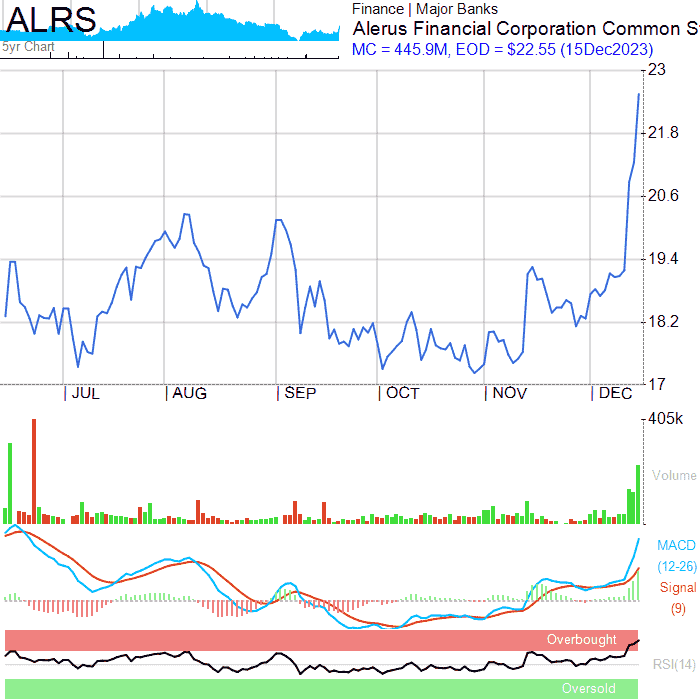 ALRS
5yr Chart
Finance | Major Banks
Alerus Financial Corporation Common S
MC = 445.9M, EOD = $22.55 (15Dec2023)
23
21.8
20.6
19.4
18.2
17
JUL AUG SEP OCT NOV DEC
405k
Volume
MACD
(12-26)
Signal
(9)
Overbought
RSI(14)
Oversold